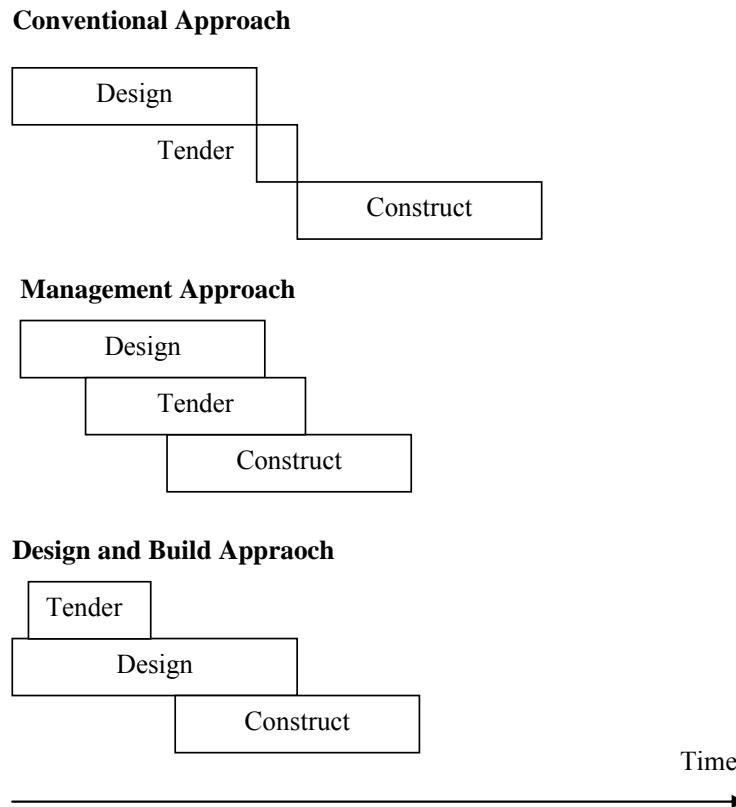 Conventional Approach
Design
Tender
Construct
Management Approach
Design
Tender
Construct
Design and Build Appraoch
Tender
Design
Construct
Time